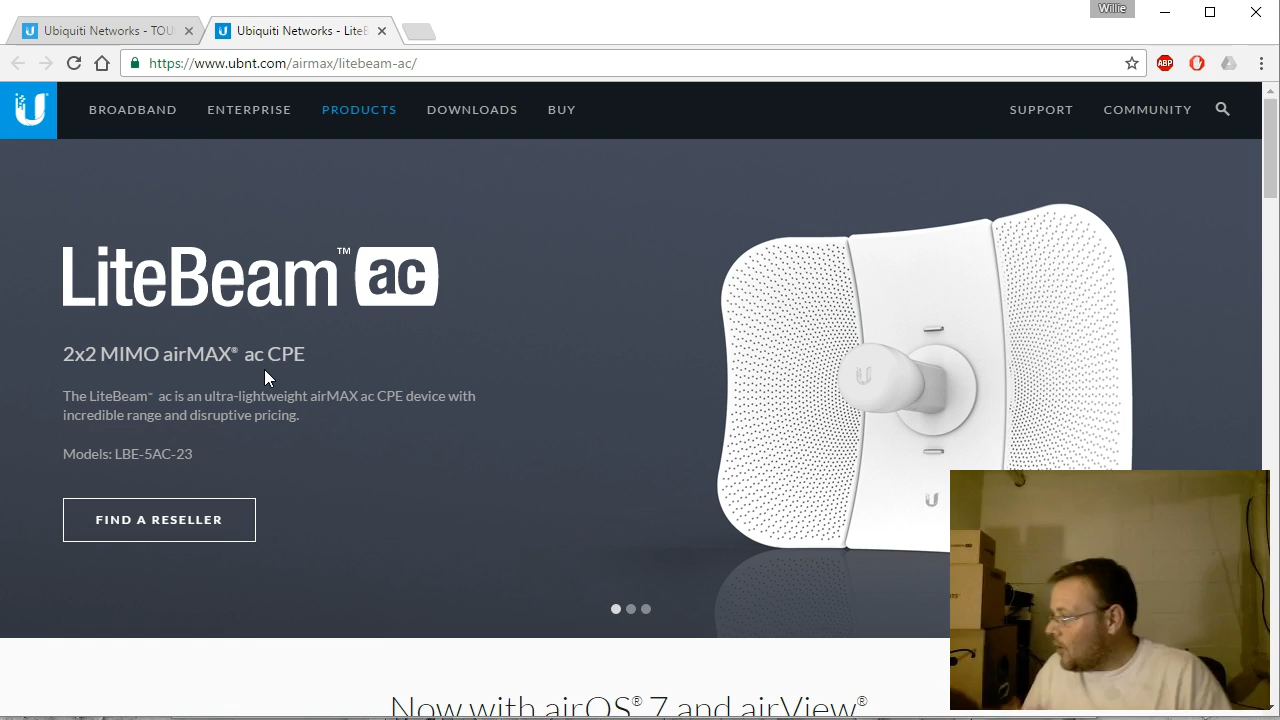 Willie
Ubiquiti Networks - TOU
Ubiquiti Networks - LiteB
https://www.ubnt.com/airmax/litebeam-ac/
ABP
U
BROADBAND ENTERPRISE PRODUCTS DOWNLOADS BUY SUPPORT COMMUNITY
LiteBeam™ ac
2x2 MIMO airMAX® ac CPE
The LiteBeam™ ac is an ultra-lightweight airMAX ac CPE device with
incredible range and disruptive pricing.
Models: LBE-5AC-23
FIND A RESELLER
Now with airOS® 7 and airView®